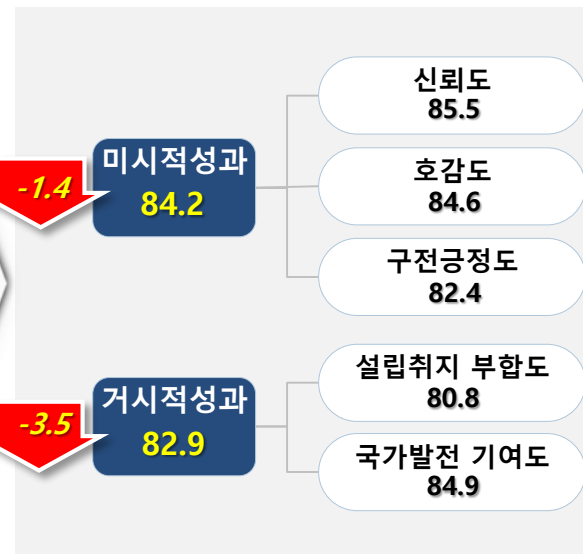 -1.4
미시적성과
84.2
신뢰도
85.5
호감도
84.6
구전긍정도
82.4
-3.5
거시적성과
82.9
설립취지 부합도
80.8
국가발전 기여도
84.9